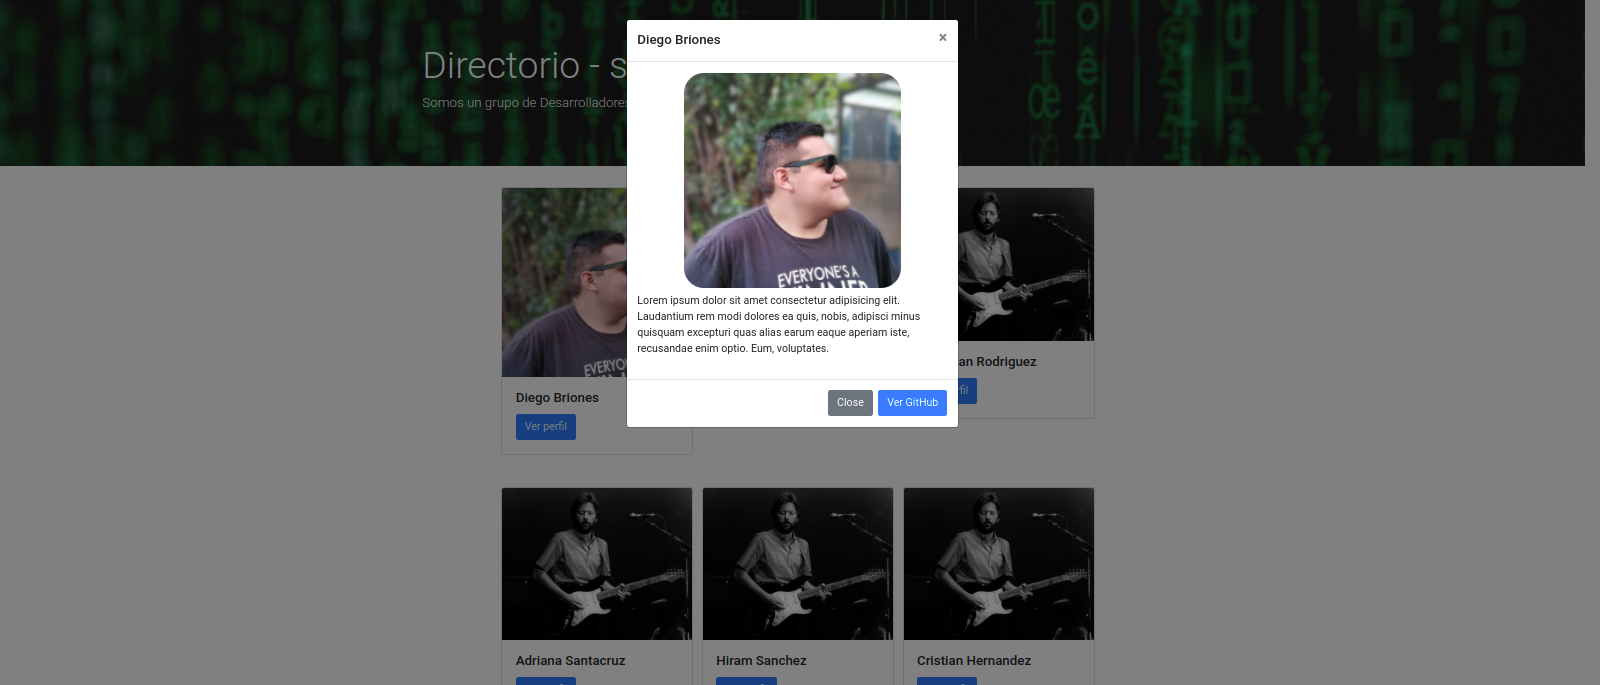 Directorio - s
Somos un grupo de Desarrolladores
Diego Briones
×
EVERYONE'S A
Lorem ipsum dolor sit amet consectetur adipisicing elit.
Laudantium rem modi dolores ea quis, nobis, adipisci minus
quisquam excepturi quas alias earum eaque aperiam iste,
recusandae enim optio. Eum, voluptates.
Close
Ver GitHub
EVERYO
Diego Briones
Ver perfil
an Rodriguez
fil
Adriana Santacruz
Hiram Sanchez
Cristian Hernandez